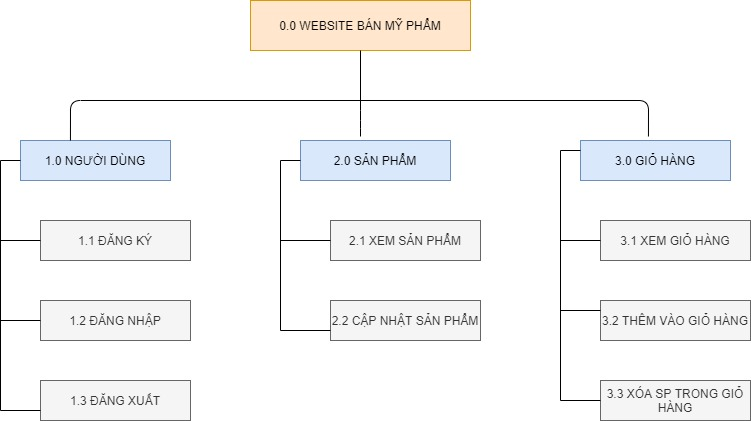 0.0 WEBSITE BÁN MỸ PHẨM
1.0 NGƯỜI DÙNG
2.0 SẢN PHẨM
3.0 GIỎ HÀNG
1.1 ĐĂNG KÝ
2.1 XEM SẢN PHẨM
3.1 XEM GIỎ HÀNG
1.2 ĐĂNG NHẬP
2.2 CẬP NHẬT SẢN PHẨM
3.2 THÊM VÀO GIỎ HÀNG
1.3 ĐĂNG XUẤT
3.3 XÓA SP TRONG GIỎ
HÀNG